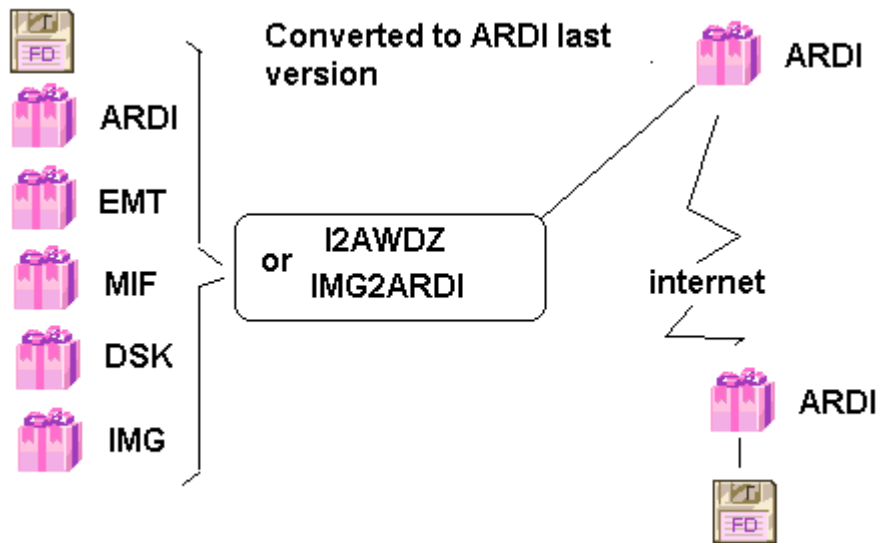 FD
ARDI
EMT
MIF
DSK
IMG
Converted to ARDI last
version
or
I2AWDZ
IMG2ARDI
ARDI
internet
ARDI
FD